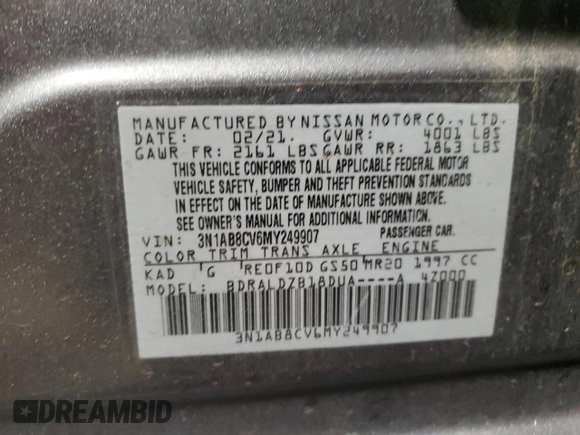 MANUFACTURED BY NISSAN MOTOR CO., LTD.
DATE: 02/21. GVWR: 4001 LBS
GAWR FR: 2161 LBS GAWR RR: 1863 LBS
THIS VEHICLE CONFORMS TO ALL APPLICABLE FEDERAL MOTOR
VEHICLE SAFETY, BUMPER AND THEFT PREVENTION STANDARDS
IN EFFECT ON THE DATE OF MANUFACTURE SHOWN ABOVE.
SEE OWNER'S MANUAL FOR ADDITIONAL INFORMATION.
VIN: 3N1AB8CV6MY249907 PASSENGER CAR.
COLOR TRIM TRANS AXLE ENGINE
KAD G RE0F10D GS50 MR20 1997 CC
MODEL: BDRALDZB18DUA----A 4Z000
3N1AB8CV6MY249907
DREAMBID